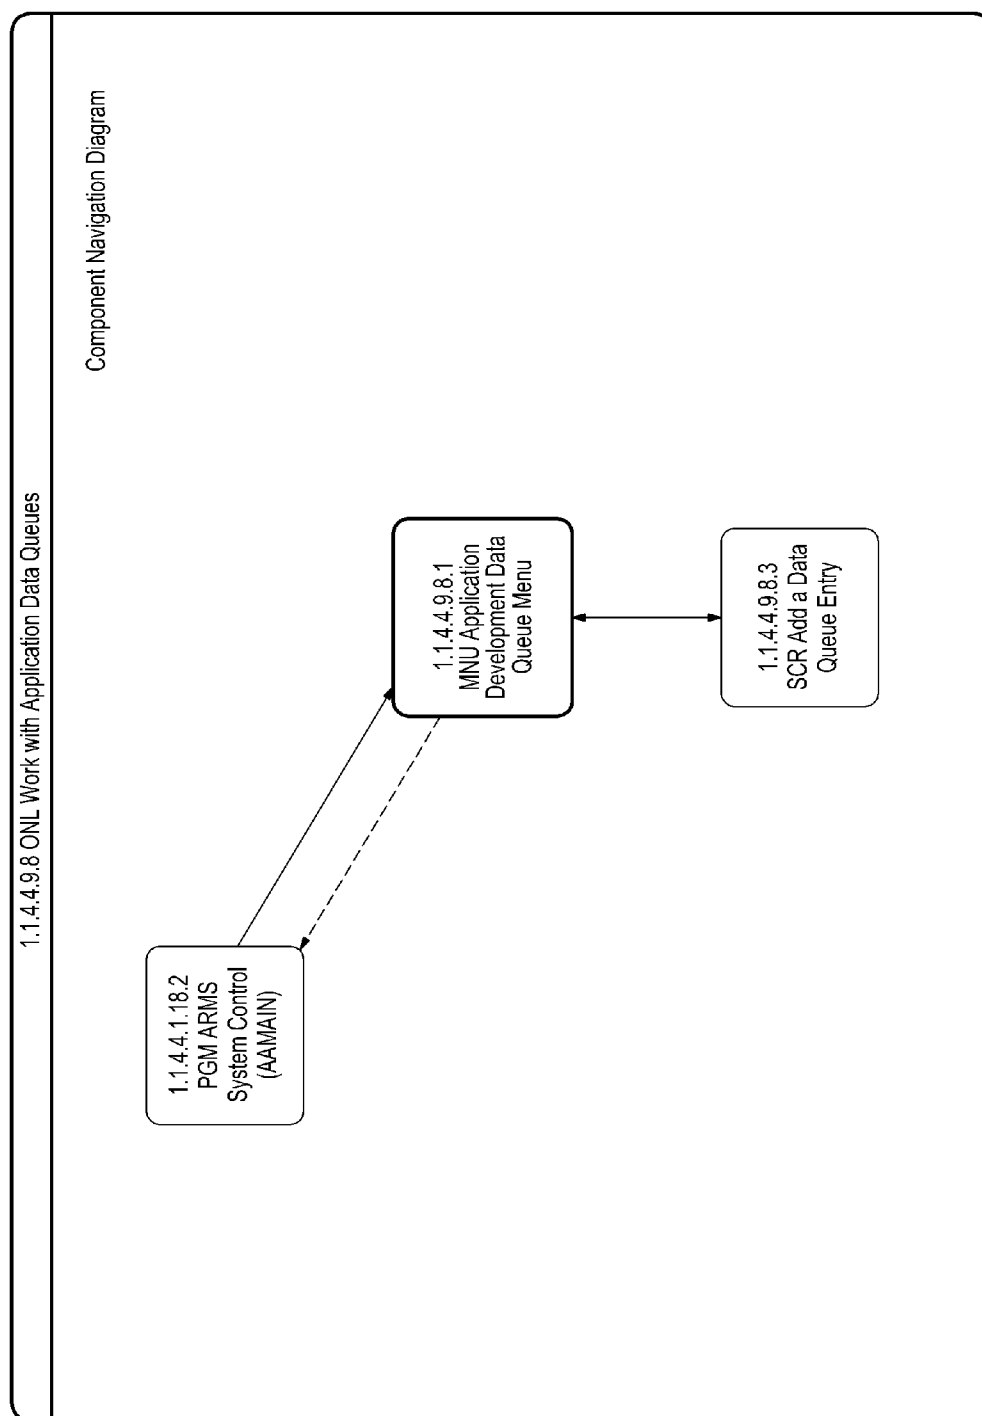 1.1.4.4.9.8 ONL Work with Application Data Queues
Component Navigation Diagram
1.1.4.4.1.18.2
PGM ARMS
System Control
(AAMAIN)
1.1.4.4.9.8.1
MNU Application
Development Data
Queue Menu
1.1.4.4.9.8.3
SCR Add a Data
Queue Entry